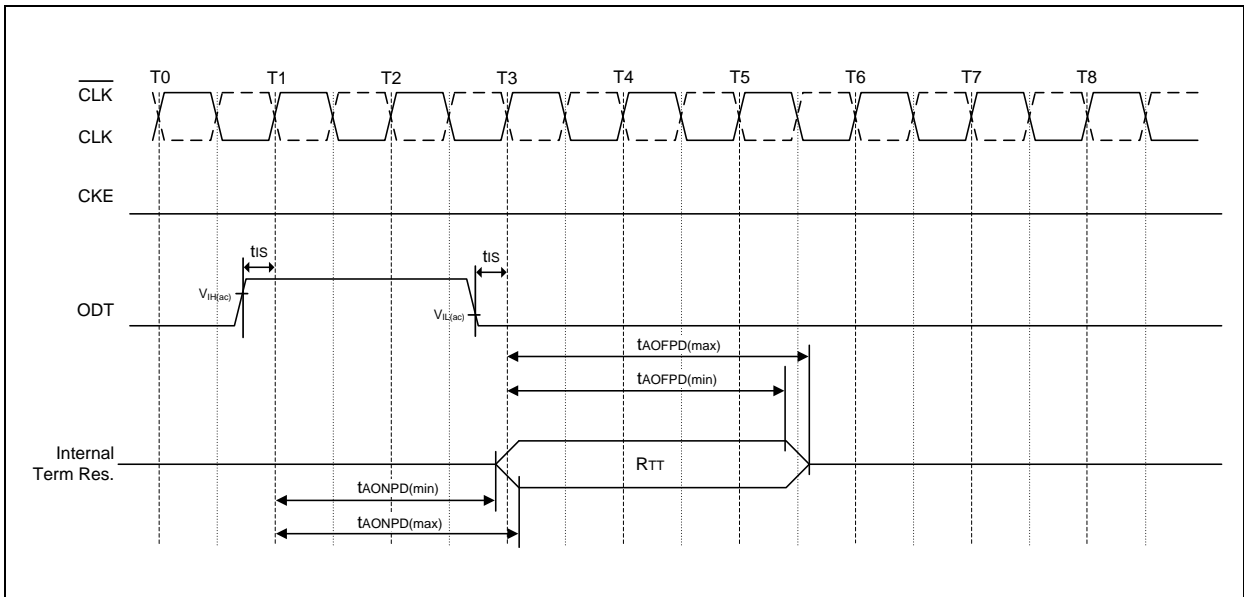 T0 T1 T2 T3 T4 T5 T6 T7 T8
CLK
CLK
CKE
tIS
tIS
VIH(ac)
ODT
VIL(ac)
tAOFPD(max)
tAOFPD(min)
Internal
Term Res.
RTT
tAONPD(min)
tAONPD(max)